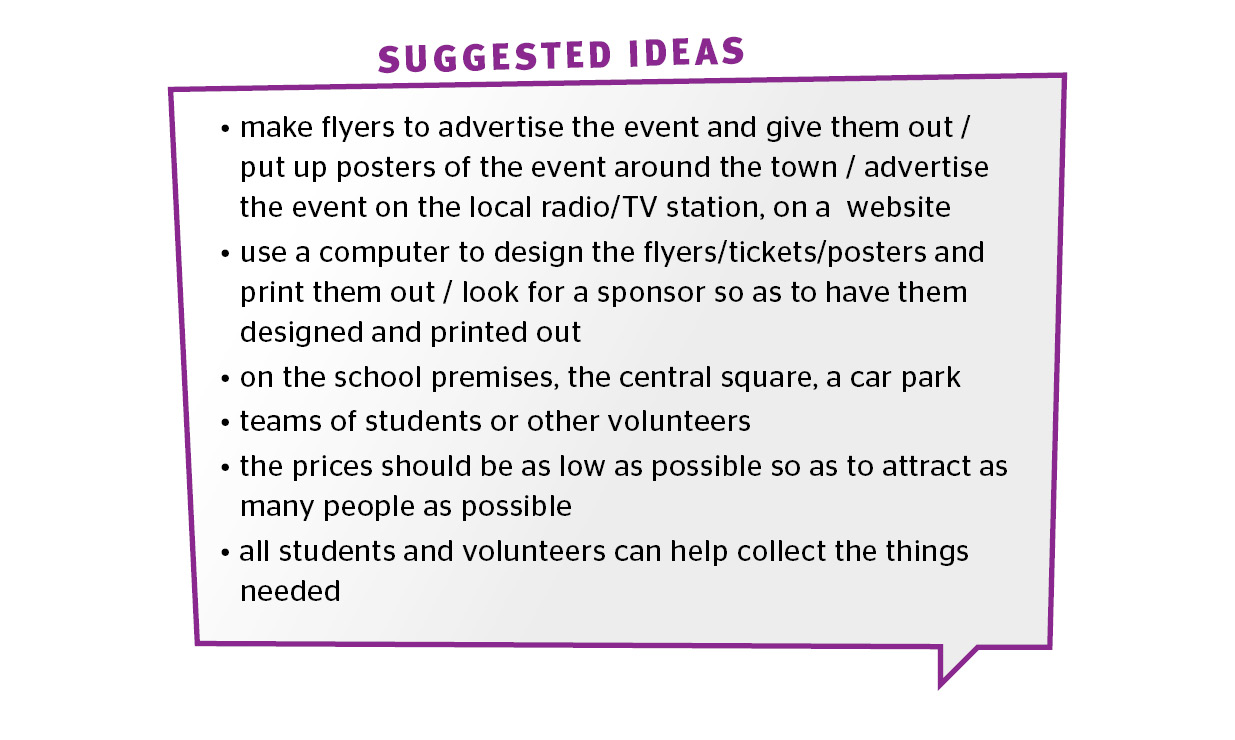 SUGGESTED IDEAS
• make flyers to advertise the event and give them out /
put up posters of the event around the town / advertise
the event on the local radio/TV station, on a website
• use a computer to design the flyers/tickets/posters and
print them out / look for a sponsor so as to have them
designed and printed out
• on the school premises, the central square, a car park
• teams of students or other volunteers
• the prices should be as low as possible so as to attract as
many people as possible
• all students and volunteers can help collect the things
needed